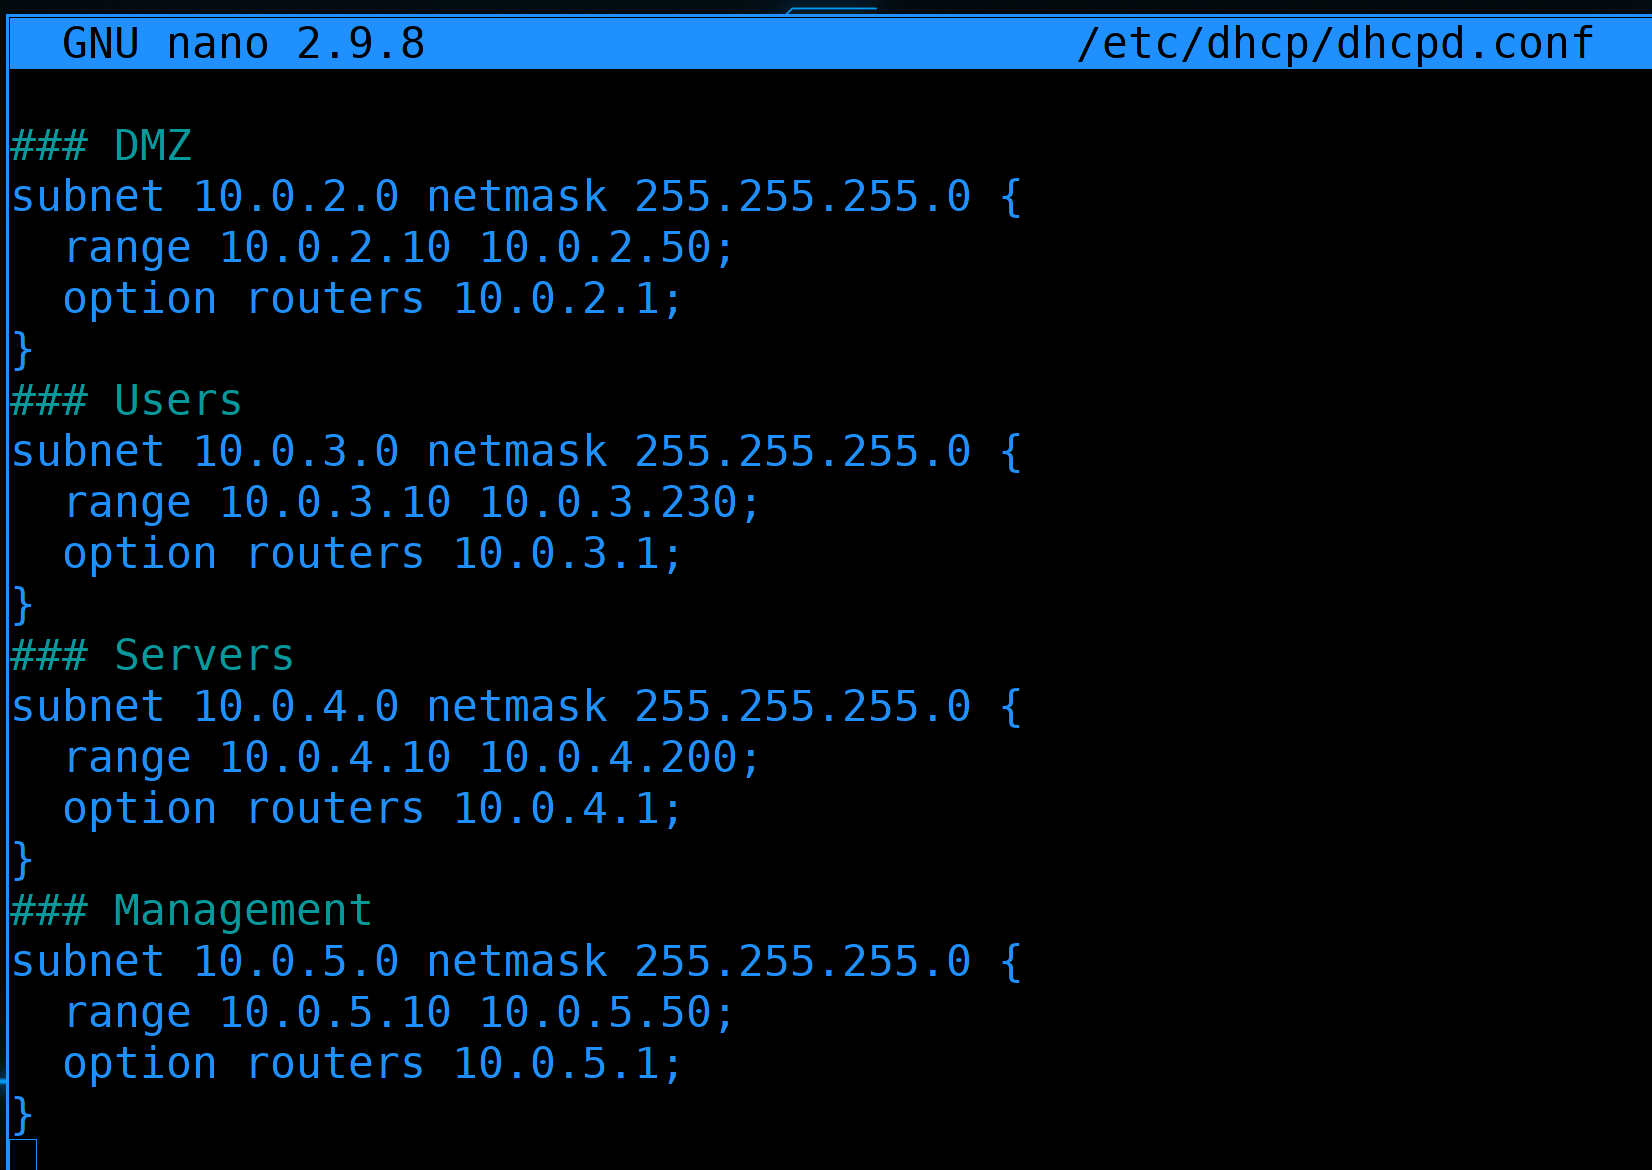 GNU nano 2.9.8 /etc/dhcp/dhcpd.conf
### DMZ
subnet 10.0.2.0 netmask 255.255.255.0 {
  range 10.0.2.10 10.0.2.50;
  option routers 10.0.2.1;
}
### Users
subnet 10.0.3.0 netmask 255.255.255.0 {
  range 10.0.3.10 10.0.3.230;
  option routers 10.0.3.1;
}
### Servers
subnet 10.0.4.0 netmask 255.255.255.0 {
  range 10.0.4.10 10.0.4.200;
  option routers 10.0.4.1;
}
### Management
subnet 10.0.5.0 netmask 255.255.255.0 {
  range 10.0.5.10 10.0.5.50;
  option routers 10.0.5.1;
}